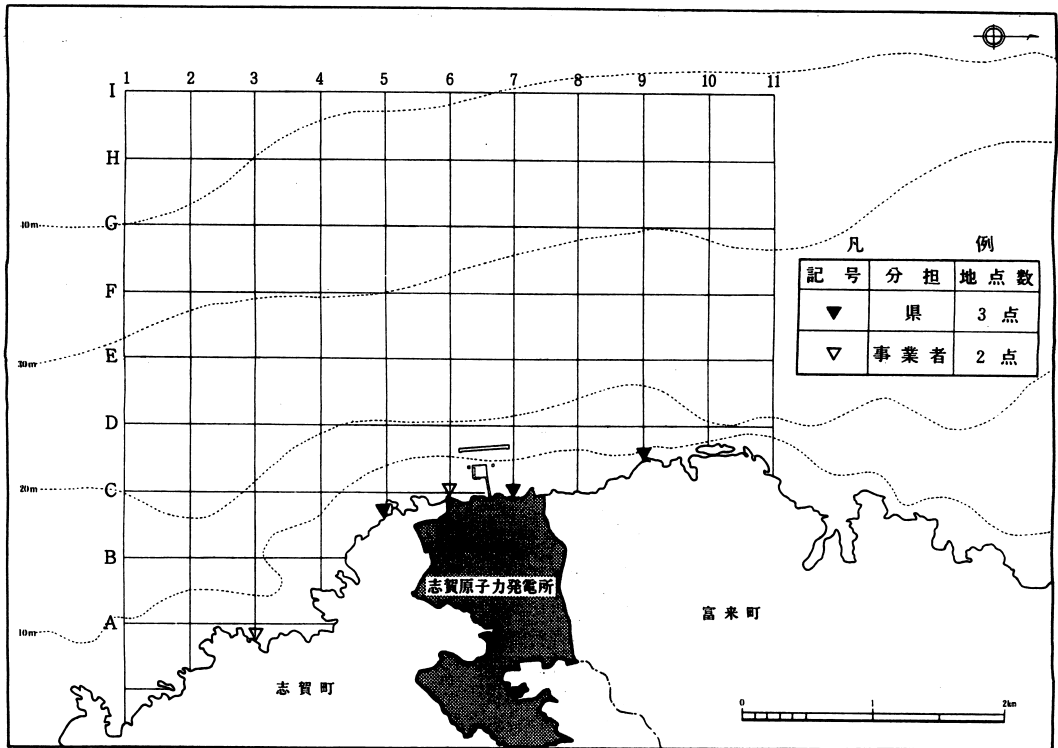 1 2 3 4 5 6 7 8 9 10 11
I
H
G
F
E
D
C
B
A
40m
30m
20m
10m
凡 例
記号 分担 地点数
▼ 県 3点
▽ 事業者 2点
志賀原子力発電所
富来町
志賀町
0 1 2km